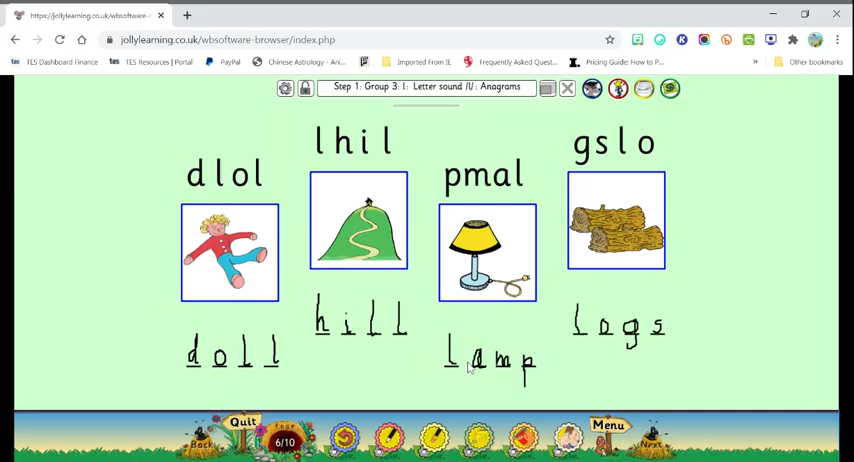 https://jollylearning.co.uk/wbsoftware-b
jollylearning.co.uk/wbsoftware-browser/index.php
TES Dashboard Finance
TES Resources | Portal
PayPal
Chinese Astrology - Ani...
Imported From JE
Frequently Asked Quest...
Pricing Guide: How to P...
»
Other bookmarks
Step 1: Group 3: l: Letter sound /l/: Anagrams
dlol
lhil
pmal
gslo
doll
hill
lamp
logs
Back
Quit
Page
6/10
Menu
Next